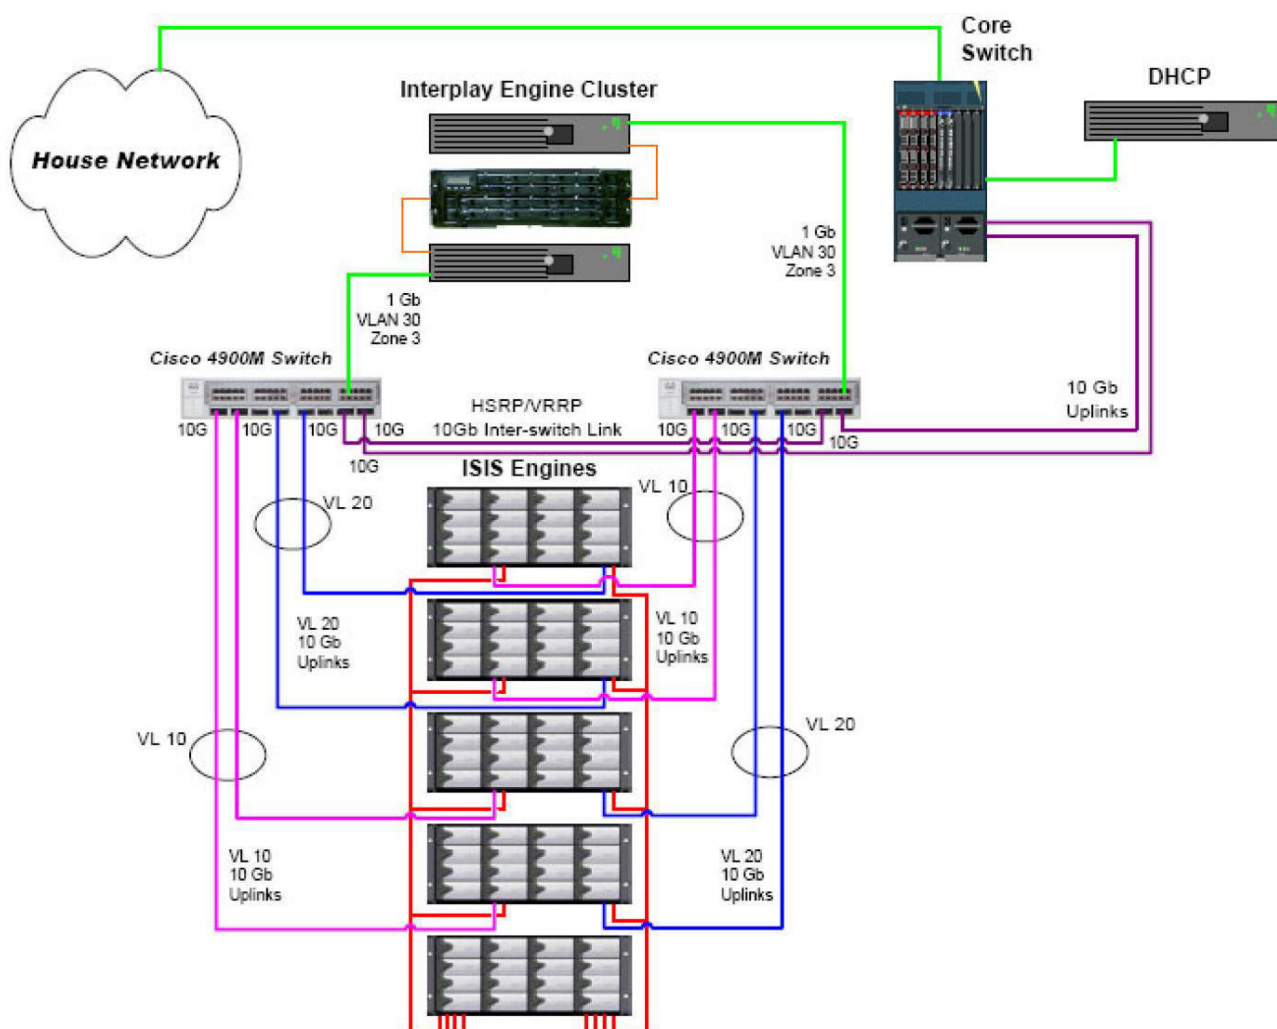 Core
Switch
DHCP
Interplay Engine Cluster
House Network
1 Gb
VLAN 30
Zone 3
1 Gb
VLAN 30
Zone 3
Cisco 4900M Switch
Cisco 4900M Switch
10 Gb
Uplinks
HSRP/VRRP
10Gb Inter-switch Link
10G
10G
10G
10G
10G
10G
10G
10G
10G
ISIS Engines
VL 20
VL 10
VL 20
10 Gb
Uplinks
VL 10
10 Gb
Uplinks
VL 10
VL 20
VL 10
10 Gb
Uplinks
VL 20
10 Gb
Uplinks